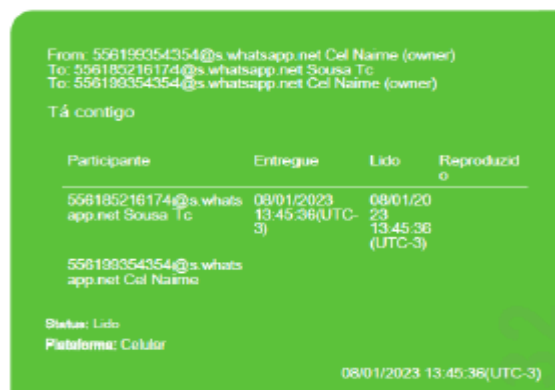 From: 556199354354@s.whatsapp.net Cel Naime (owner)
To: 556185216174@s.whatsapp.net Sousa Tc
To: 556199354354@s.whatsapp.net Cel Naime (owner)
Tá contigo
Participante Entregue Lido Reproduzid
o
556185216174@s.whats 08/01/2023 08/01/20
app.net Sousa Tc 13:45:36(UTC- 23
3) 13:45:36
(UTC-3)
556199354354@s.whats
app.net Cel Naime
Status: Lido
Plataforma: Celular
08/01/2023 13:45:36(UTC-3)